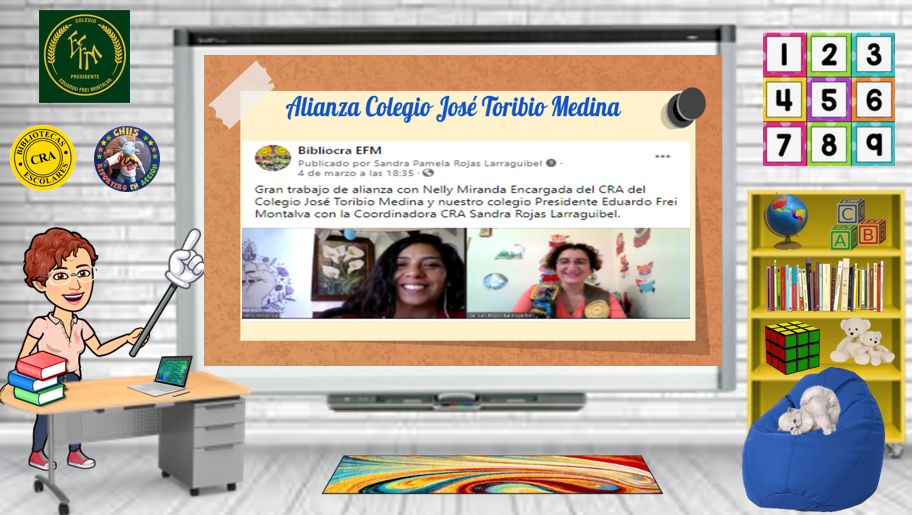 COLEGIO
EFM
PRESIDENTE
EDUARDO FREI MONTALVA
BIBLIOTECAS
CRA
ESCOLARES
CHIIS
REPORTERO EN ACCIÓN
Alianza Colegio José Toribio Medina
Bibliocra EFM
Publicado por Sandra Pamela Rojas Larraguibel
4 de marzo a las 18:35
Gran trabajo de alianza con Nelly Miranda Encargada del CRA del
Colegio José Toribio Medina y nuestro colegio Presidente Eduardo Frei
Montalva con la Coordinadora CRA Sandra Rojas Larraguibel.
1 2 3
4 5 6
7 8 9
C
A B